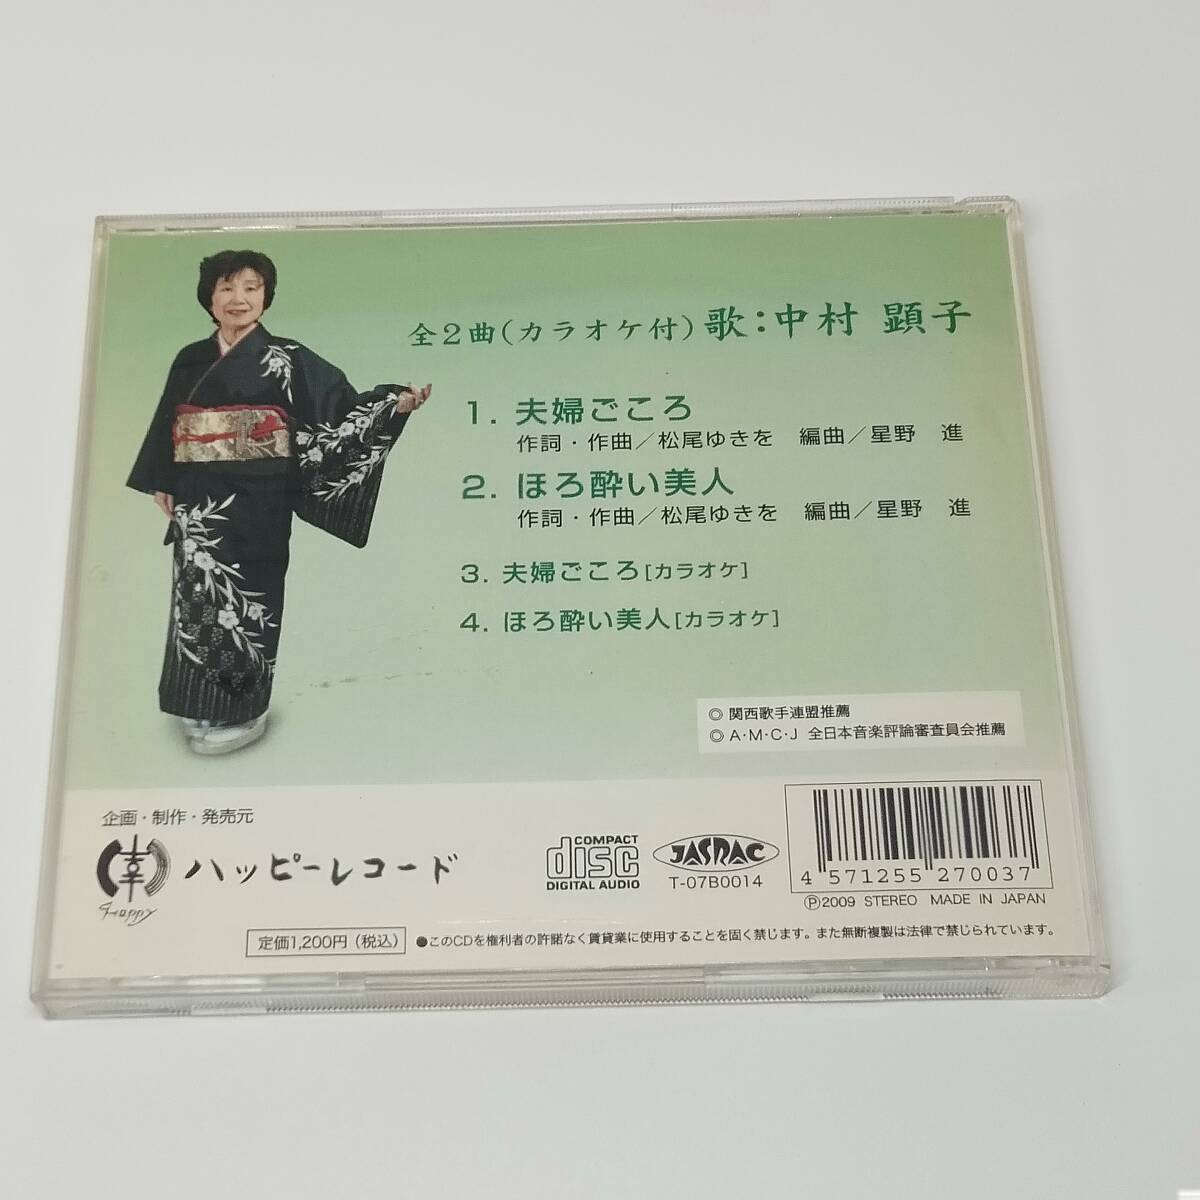 全2曲(カラオケ付) 歌：中村 顕子
1. 夫婦ごころ
作詞・作曲／松尾ゆきを 編曲／星野 進
2. ほろ酔い美人
作詞・作曲／松尾ゆきを 編曲／星野 進
3. 夫婦ごころ[カラオケ]
4. ほろ酔い美人[カラオケ]
◎ 関西歌手連盟推薦
◎ A・M・C・J 全日本音楽評論審査員会推薦
企画・制作・発売元
幸 ハッピーレコード
Happy
COMPACT
disc
DIGITAL AUDIO
JASRAC
T-07B0014
4 571255 270037
Ⓟ2009 STEREO MADE IN JAPAN
定価1,200円（税込） ●このCDを権利者の許諾なく賃貸業に使用することを固く禁じます。また無断複製は法律で禁じられています。